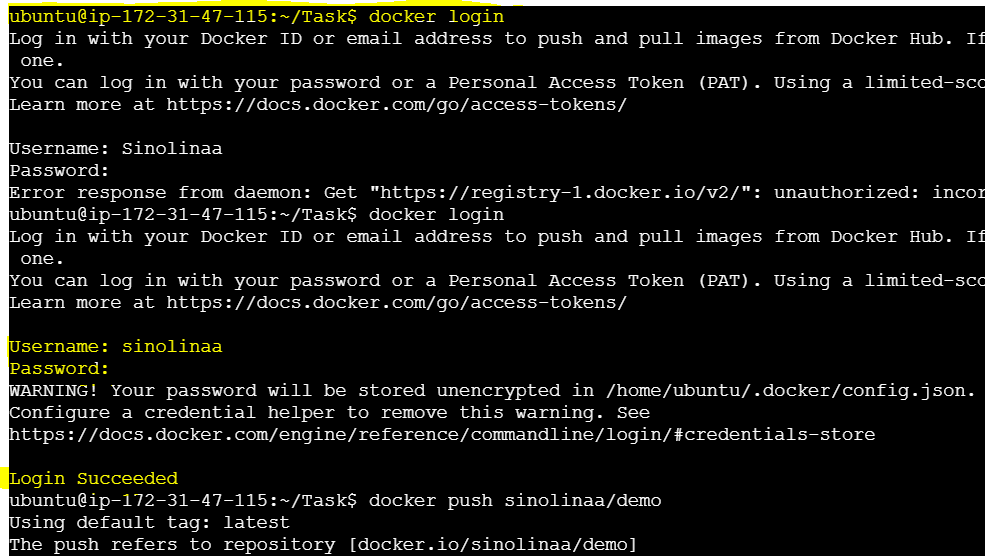 ubuntu@ip-172-31-47-115:~/Task$ docker login
Log in with your Docker ID or email address to push and pull images from Docker Hub. If
one.
You can log in with your password or a Personal Access Token (PAT). Using a limited-sco
Learn more at https://docs.docker.com/go/access-tokens/
Username: Sinolinaa
Password:
Error response from daemon: Get "https://registry-1.docker.io/v2/": unauthorized: incor
ubuntu@ip-172-31-47-115:~/Task$ docker login
Log in with your Docker ID or email address to push and pull images from Docker Hub. If
one.
You can log in with your password or a Personal Access Token (PAT). Using a limited-sco
Learn more at https://docs.docker.com/go/access-tokens/
Username: sinolinaa
Password:
WARNING! Your password will be stored unencrypted in /home/ubuntu/.docker/config.json.
Configure a credential helper to remove this warning. See
https://docs.docker.com/engine/reference/commandline/login/#credentials-store
Login Succeeded
ubuntu@ip-172-31-47-115:~/Task$ docker push sinolinaa/demo
Using default tag: latest
The push refers to repository [docker.io/sinolinaa/demo]